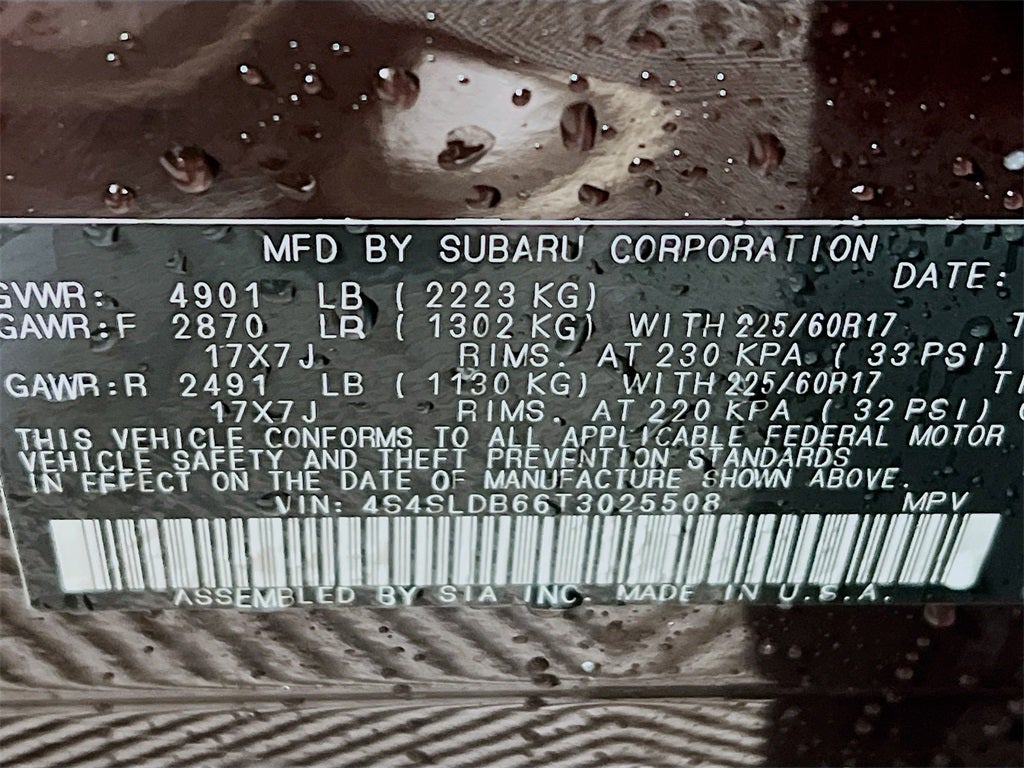 MFD BY SUBARU CORPORATION
DATE:
GVWR: 4901 LB ( 2223 KG)
GAWR:F 2870 LB ( 1302 KG) WITH 225/60R17
17X7J RIMS. AT 230 KPA ( 33 PSI)
GAWR:R 2491 LB ( 1130 KG) WITH 225/60R17
17X7J RIMS. AT 220 KPA ( 32 PSI)
THIS VEHICLE CONFORMS TO ALL APPLICABLE FEDERAL MOTOR
VEHICLE SAFETY AND THEFT PREVENTION STANDARDS
IN EFFECT ON THE DATE OF MANUFACTURE SHOWN ABOVE.
VIN: 4S4SLDB66T3025508 MPV
ASSEMBLED BY SIA INC. MADE IN U.S.A.